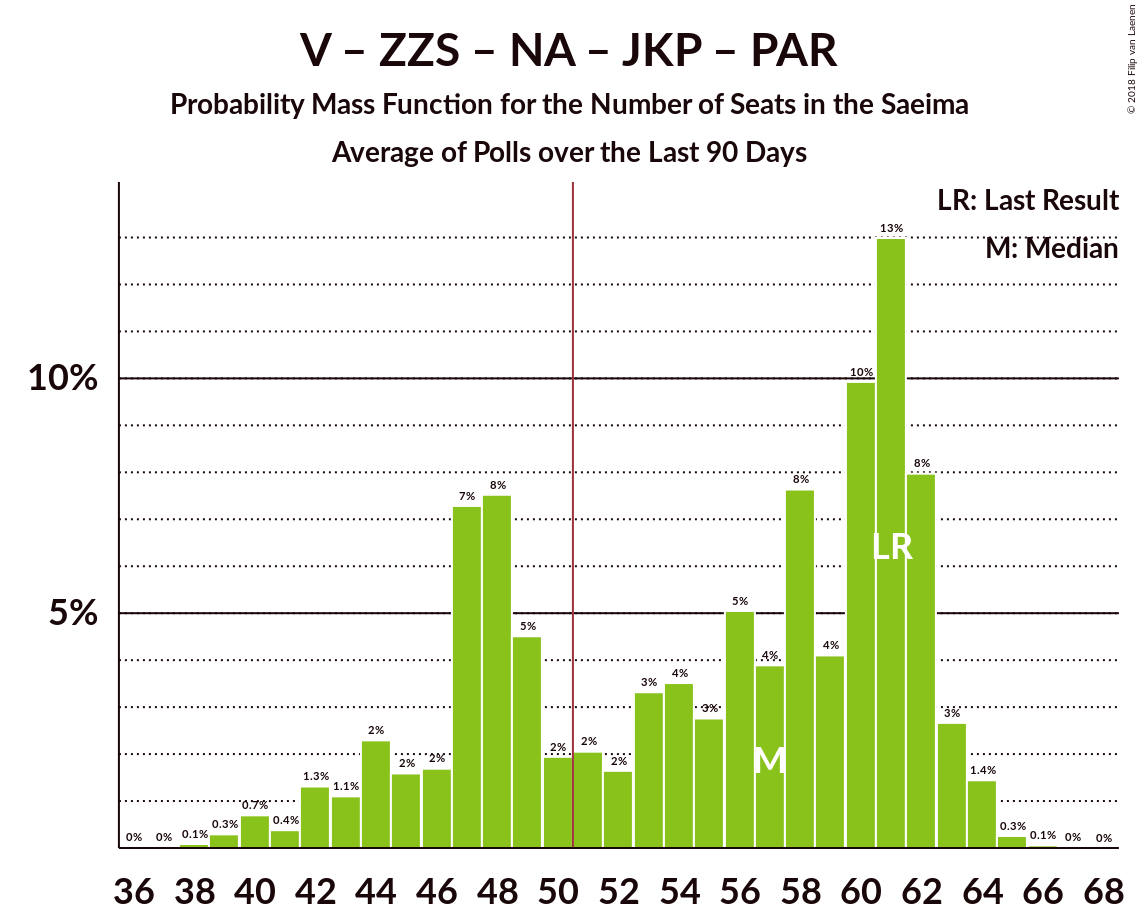 V – ZZS – NA – JKP – PAR
Probability Mass Function for the Number of Seats in the Saeima
Average of Polls over the Last 90 Days
© 2018 Filip van Laenen
LR: Last Result
M: Median
10%
5%
0% 0% 0.1% 0.3% 0.7% 0.4% 1.3% 1.1% 2% 2% 2% 7% 8% 5% 2% 2% 2% 3% 4% 3% 5% 4% 8% 4% 10% 13% 8% 3% 1.4% 0.3% 0.1% 0% 0%
LR
M
36 38 40 42 44 46 48 50 52 54 56 58 60 62 64 66 68